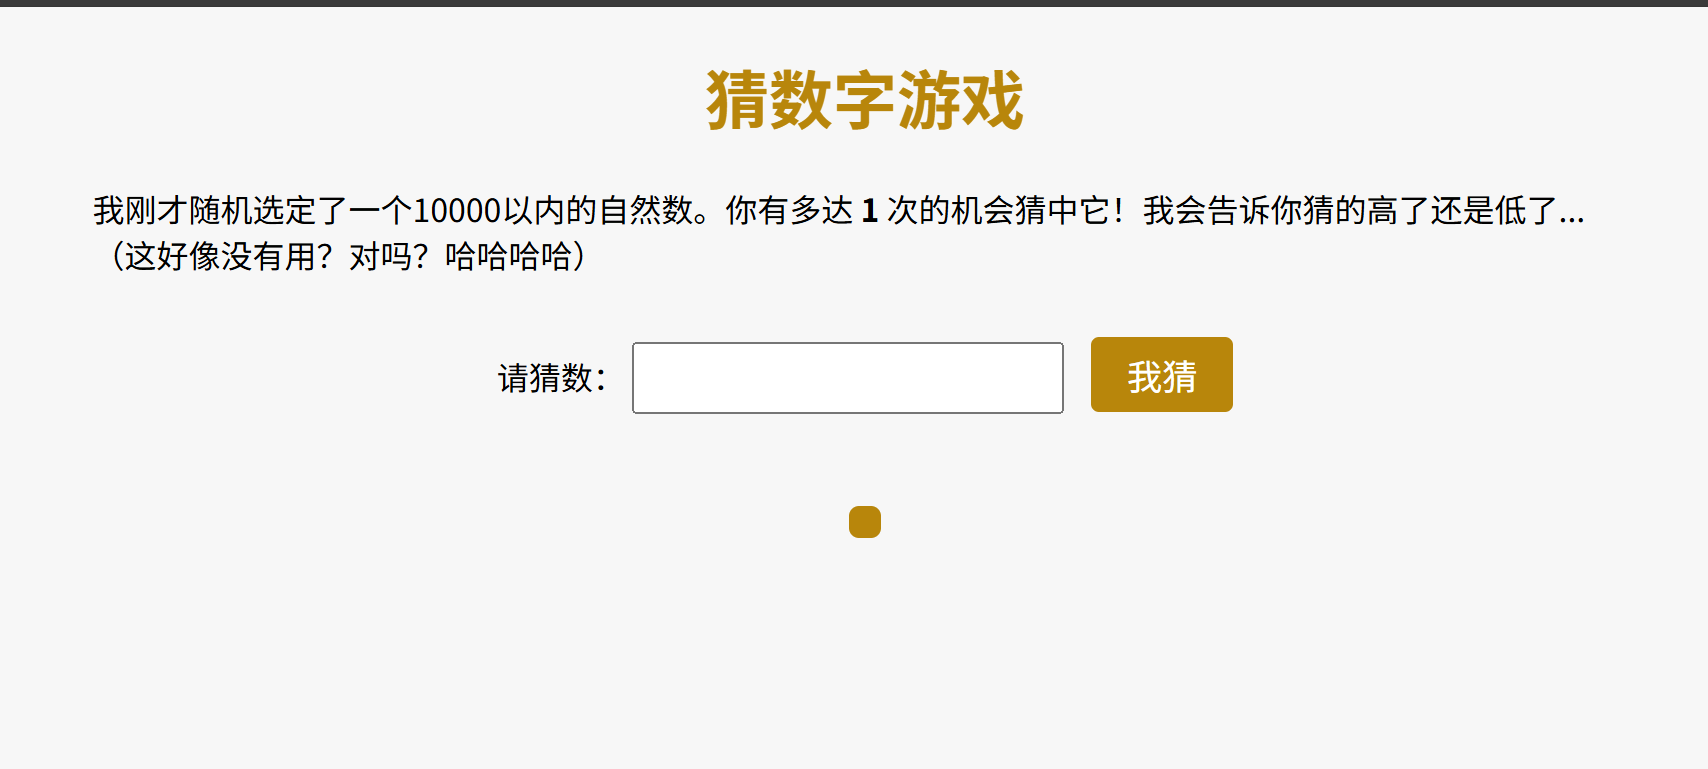 猜数字游戏
我刚才随机选定了一个10000以内的自然数。你有多达 1 次的机会猜中它！我会告诉你猜的高了还是低了...
（这好像没有用？对吗？哈哈哈哈）
请猜数：
我猜